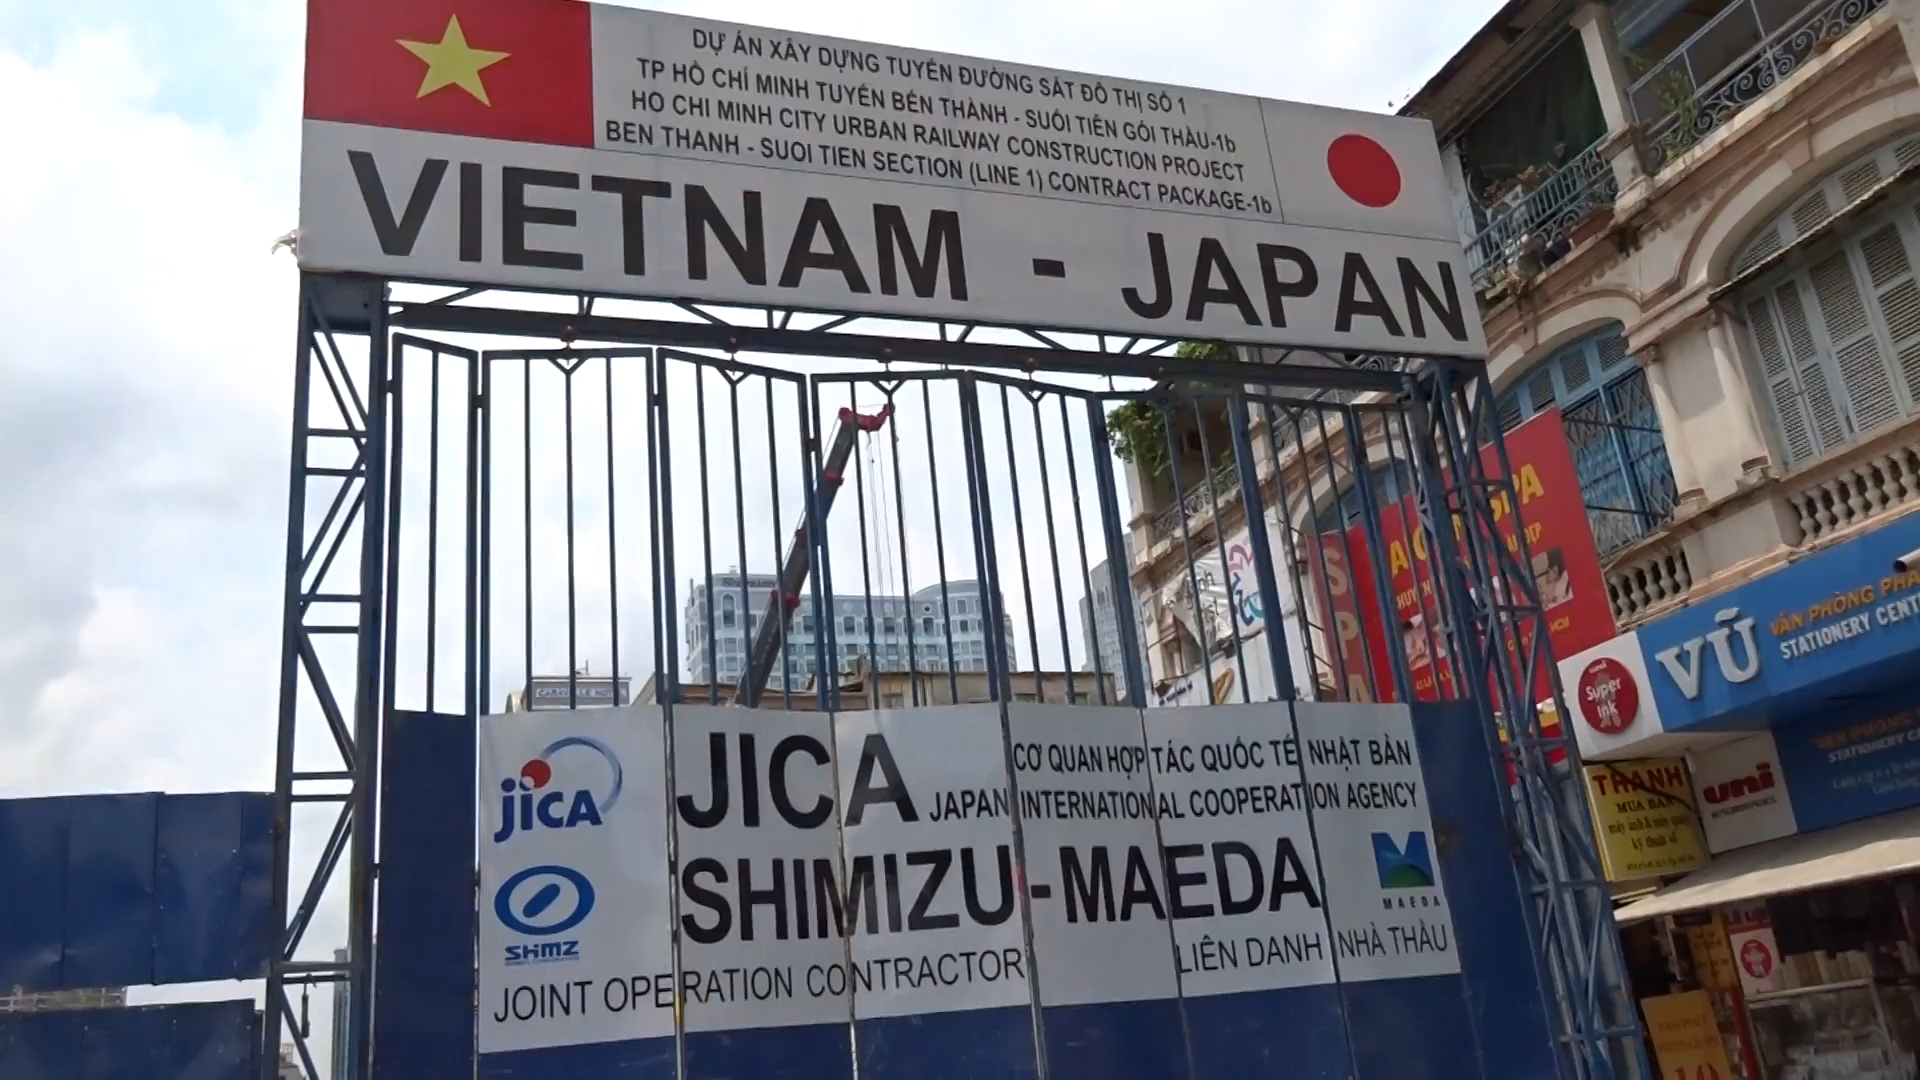 DỰ ÁN XÂY DỰNG TUYẾN ĐƯỜNG SẮT ĐÔ THỊ SỐ 1
TP HỒ CHÍ MINH TUYẾN BẾN THÀNH - SUỐI TIÊN GÓI THẦU-1b
HO CHI MINH CITY URBAN RAILWAY CONSTRUCTION PROJECT
BEN THANH - SUOI TIEN SECTION (LINE 1) CONTRACT PACKAGE-1b
VIETNAM - JAPAN
CARAVELLE HOTEL
SPA
SPA
VŨ
VĂN PHÒNG
STATIONERY
Super
ink
THANH
MUA BÁN
uni
jICA
JICA
CƠ QUAN HỢP TÁC QUỐC TẾ NHẬT BẢN
JAPAN INTERNATIONAL COOPERATION AGENCY
SHIMIZU-MAEDA
SHIMZ
MAEDA
JOINT OPERATION CONTRACTOR
LIÊN DANH NHÀ THẦU